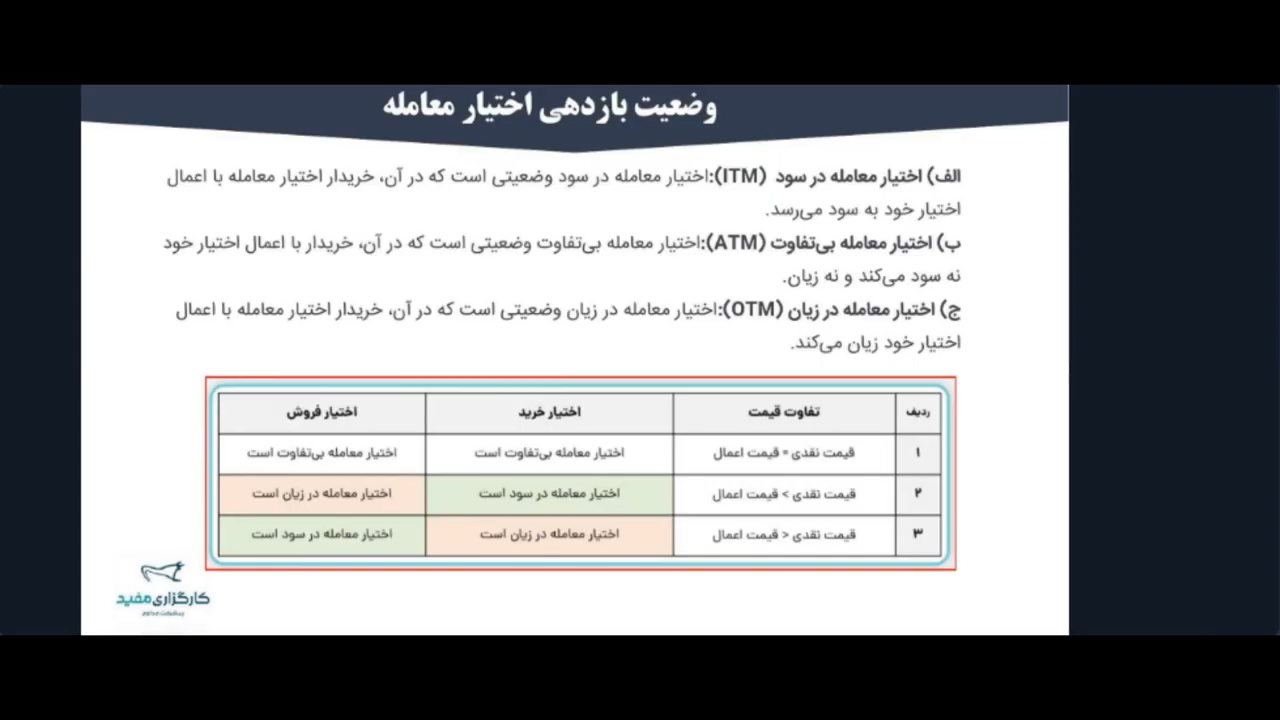 وضعیت بازدهی اختیار معامله
الف) اختیار معامله در سود (ITM):اختیار معامله در سود وضعیتی است که در آن، خریدار اختیار معامله با اعمال
اختیار خود به سود می‌رسد.
ب) اختیار معامله بی‌تفاوت (ATM):اختیار معامله بی‌تفاوت وضعیتی است که در آن، خریدار با اعمال اختیار خود
نه سود می‌کند و نه زیان.
ج) اختیار معامله در زیان (OTM):اختیار معامله در زیان وضعیتی است که در آن، خریدار اختیار معامله با اعمال
اختیار خود زیان می‌کند.
ردیف تفاوت قیمت اختیار خرید اختیار فروش
۱ قیمت نقدی = قیمت اعمال اختیار معامله بی‌تفاوت است اختیار معامله بی‌تفاوت است
۲ قیمت نقدی > قیمت اعمال اختیار معامله در سود است اختیار معامله در زیان است
۳ قیمت نقدی < قیمت اعمال اختیار معامله در زیان است اختیار معامله در سود است
کارگزاری مفید
پیشرفت مداوم